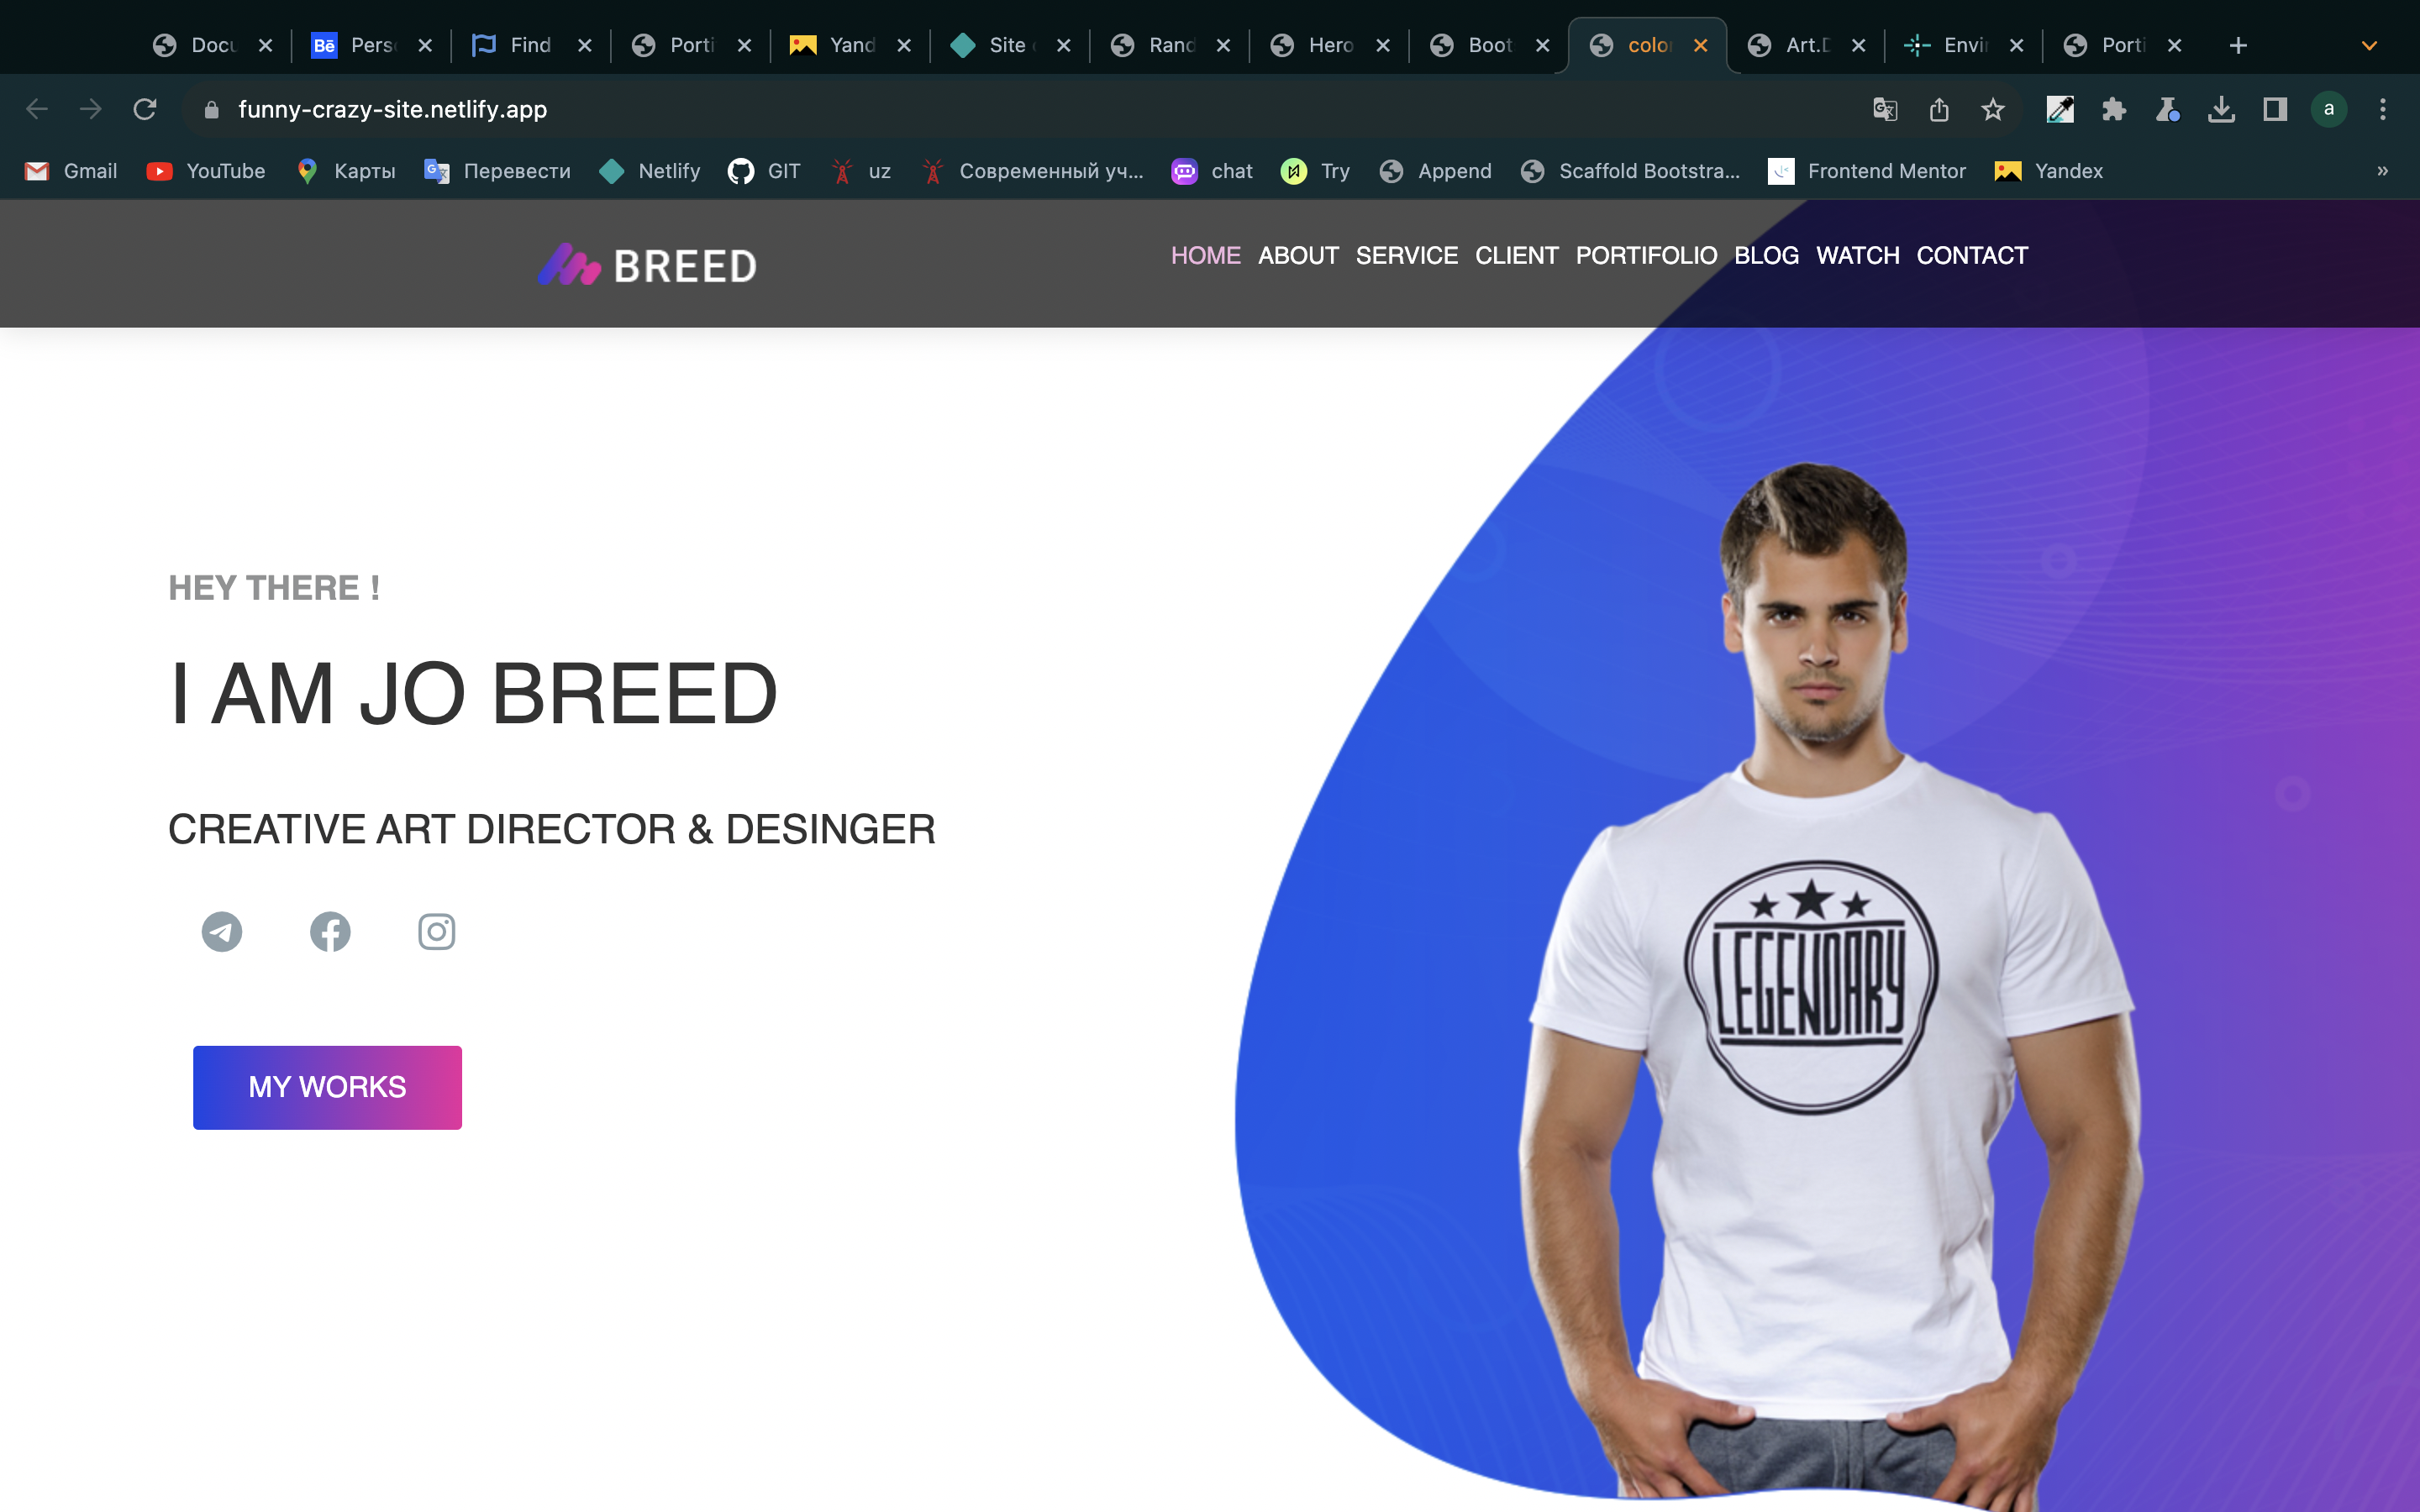 Docu Bē Pers Find Porti Yand Site Rand Hero Boot color Art.D Envi Porti
funny-crazy-site.netlify.app a
Gmail YouTube Карты Перевести Netlify GIT uz Современный уч... chat Try Append Scaffold Bootstra... Frontend Mentor Yandex »
BREED HOME ABOUT SERVICE CLIENT PORTIFOLIO BLOG WATCH CONTACT
HEY THERE !
I AM JO BREED
CREATIVE ART DIRECTOR & DESINGER
MY WORKS
LEGENDARY